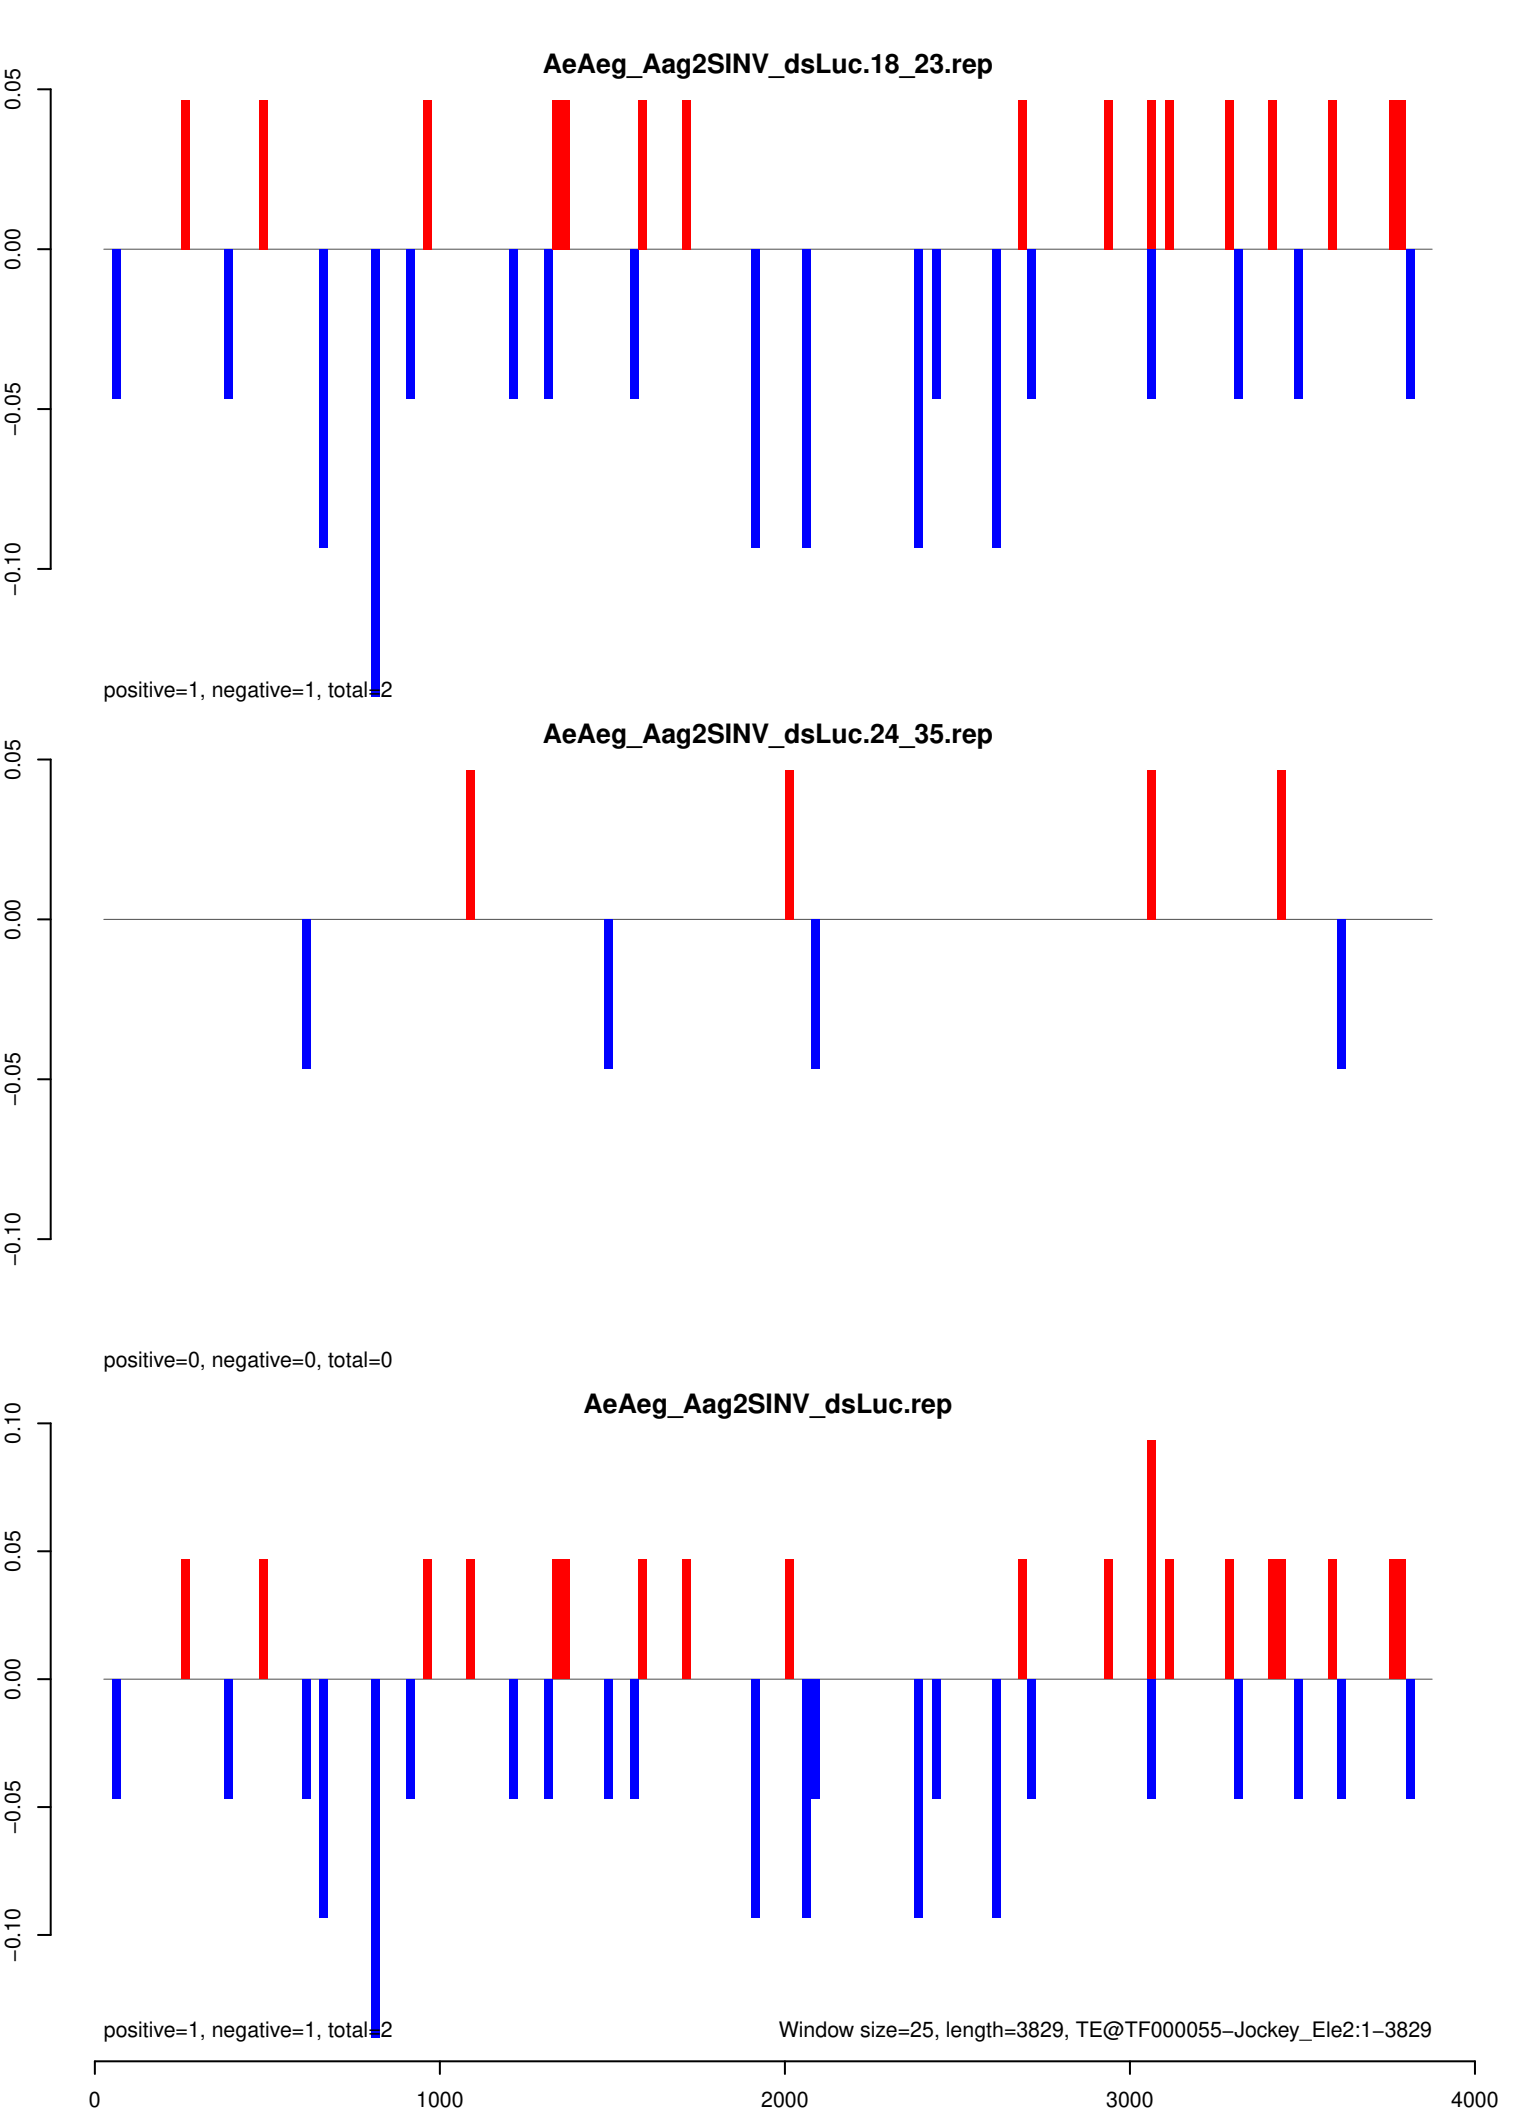 AeAeg_Aag2SINV_dsLuc.18_23.rep
0.05
0.00
−0.05
−0.10
positive=1, negative=1, total=2
AeAeg_Aag2SINV_dsLuc.24_35.rep
0.05
0.00
−0.05
−0.10
positive=0, negative=0, total=0
AeAeg_Aag2SINV_dsLuc.rep
0.10
0.05
0.00
−0.05
−0.10
positive=1, negative=1, total=2
Window size=25, length=3829, TE@TF000055−Jockey_Ele2:1−3829
0 1000 2000 3000 4000